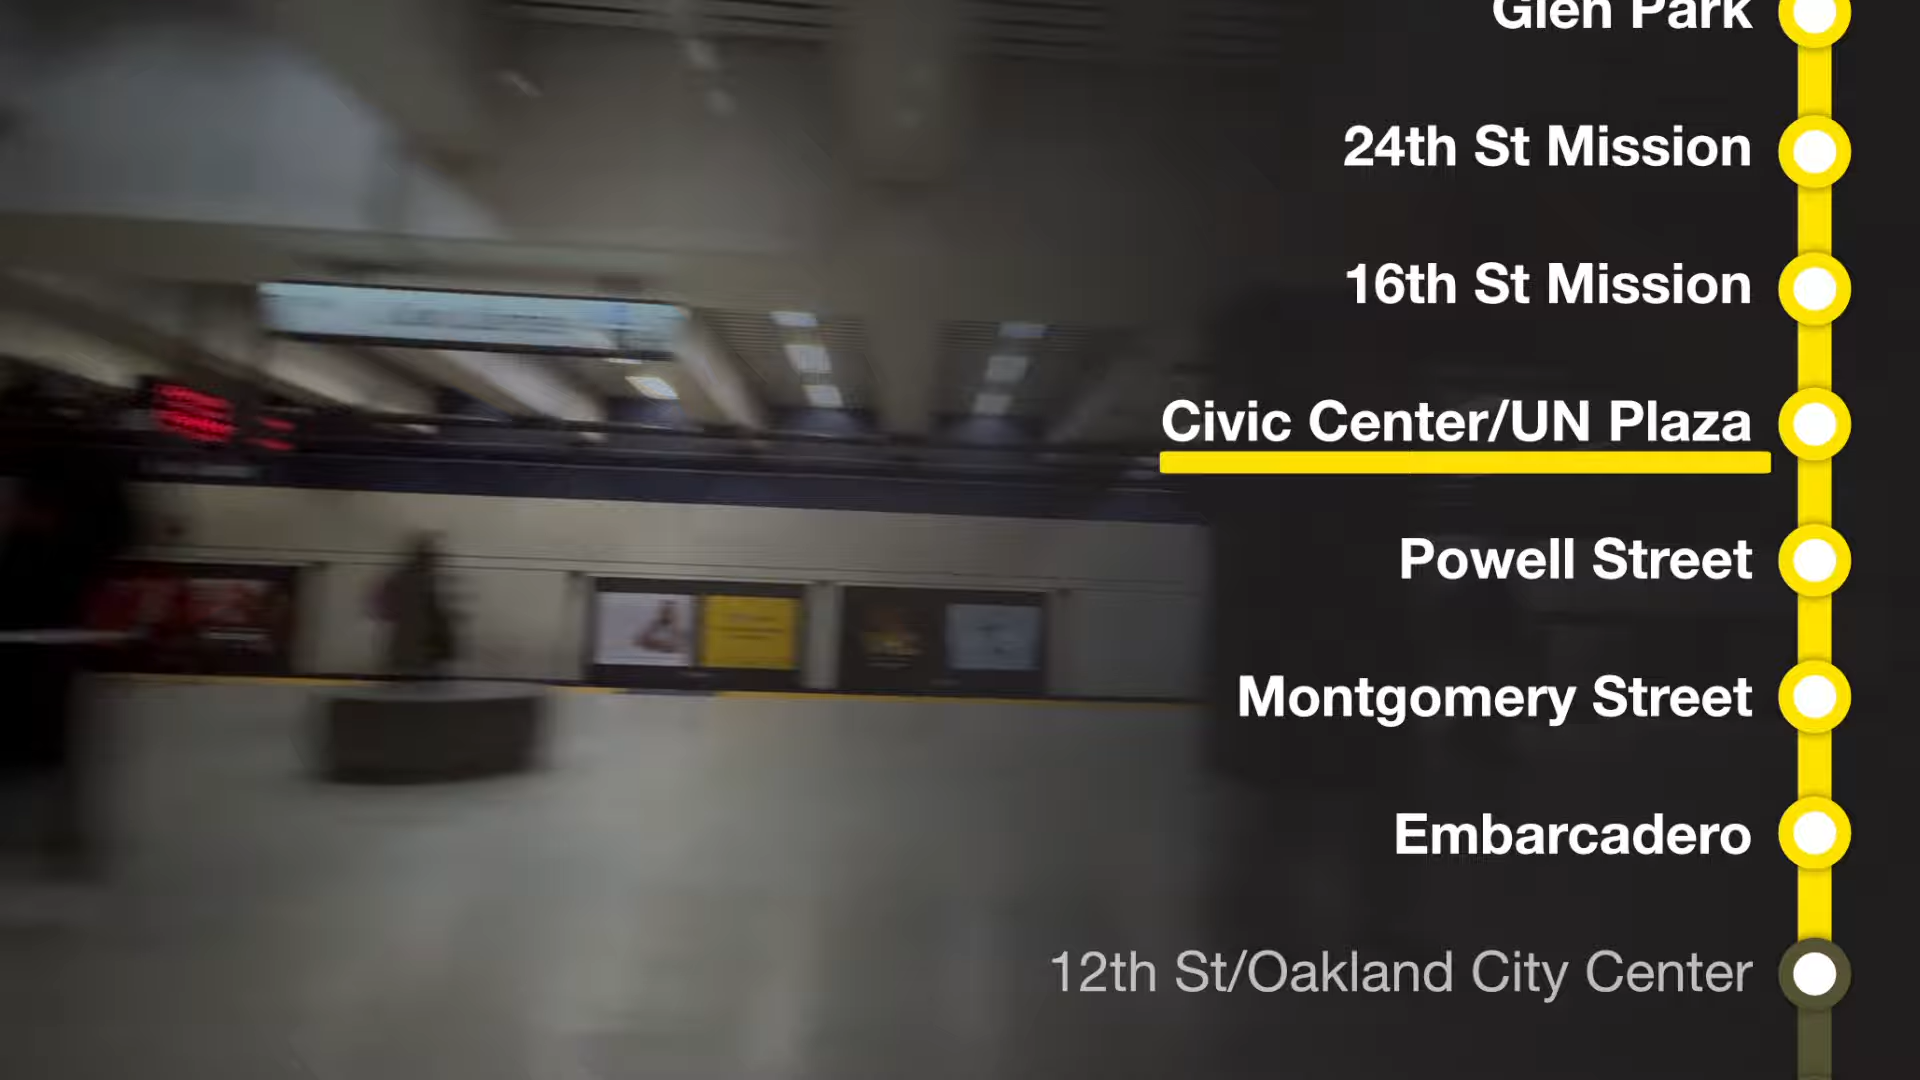 Glen Park
24th St Mission
16th St Mission
Civic Center/UN Plaza
Powell Street
Montgomery Street
Embarcadero
12th St/Oakland City Center